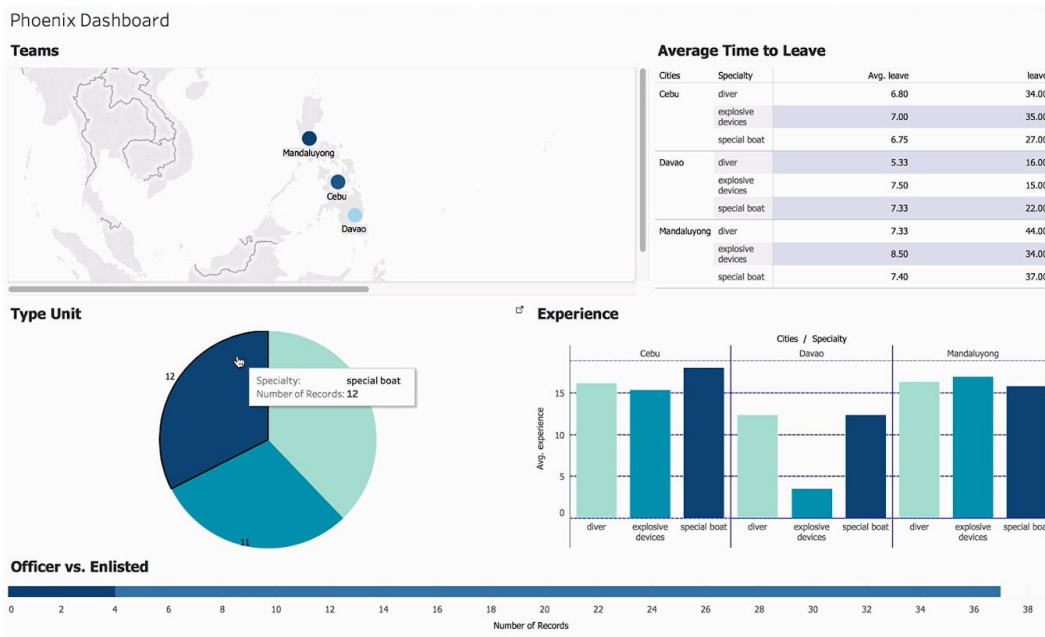 Phoenix Dashboard
Teams
Mandaluyong
Cebu
Davao
Average Time to Leave
Cities Specialty Avg. leave leave
Cebu diver 6.80 34.00
explosive devices 7.00 35.00
special boat 6.75 27.00
Davao diver 5.33 16.00
explosive devices 7.50 15.00
special boat 7.33 22.00
Mandaluyong diver 7.33 44.00
explosive devices 8.50 34.00
special boat 7.40 37.00
Type Unit
12
Specialty: special boat
Number of Records: 12
11
Experience
Cities / Specialty
Cebu Davao Mandaluyong
Avg. experience
15
10
5
0
diver explosive devices special boat diver explosive devices special boat diver explosive devices special boa
Officer vs. Enlisted
0 2 4 6 8 10 12 14 16 18 20 22 24 26 28 30 32 34 36 38
Number of Records